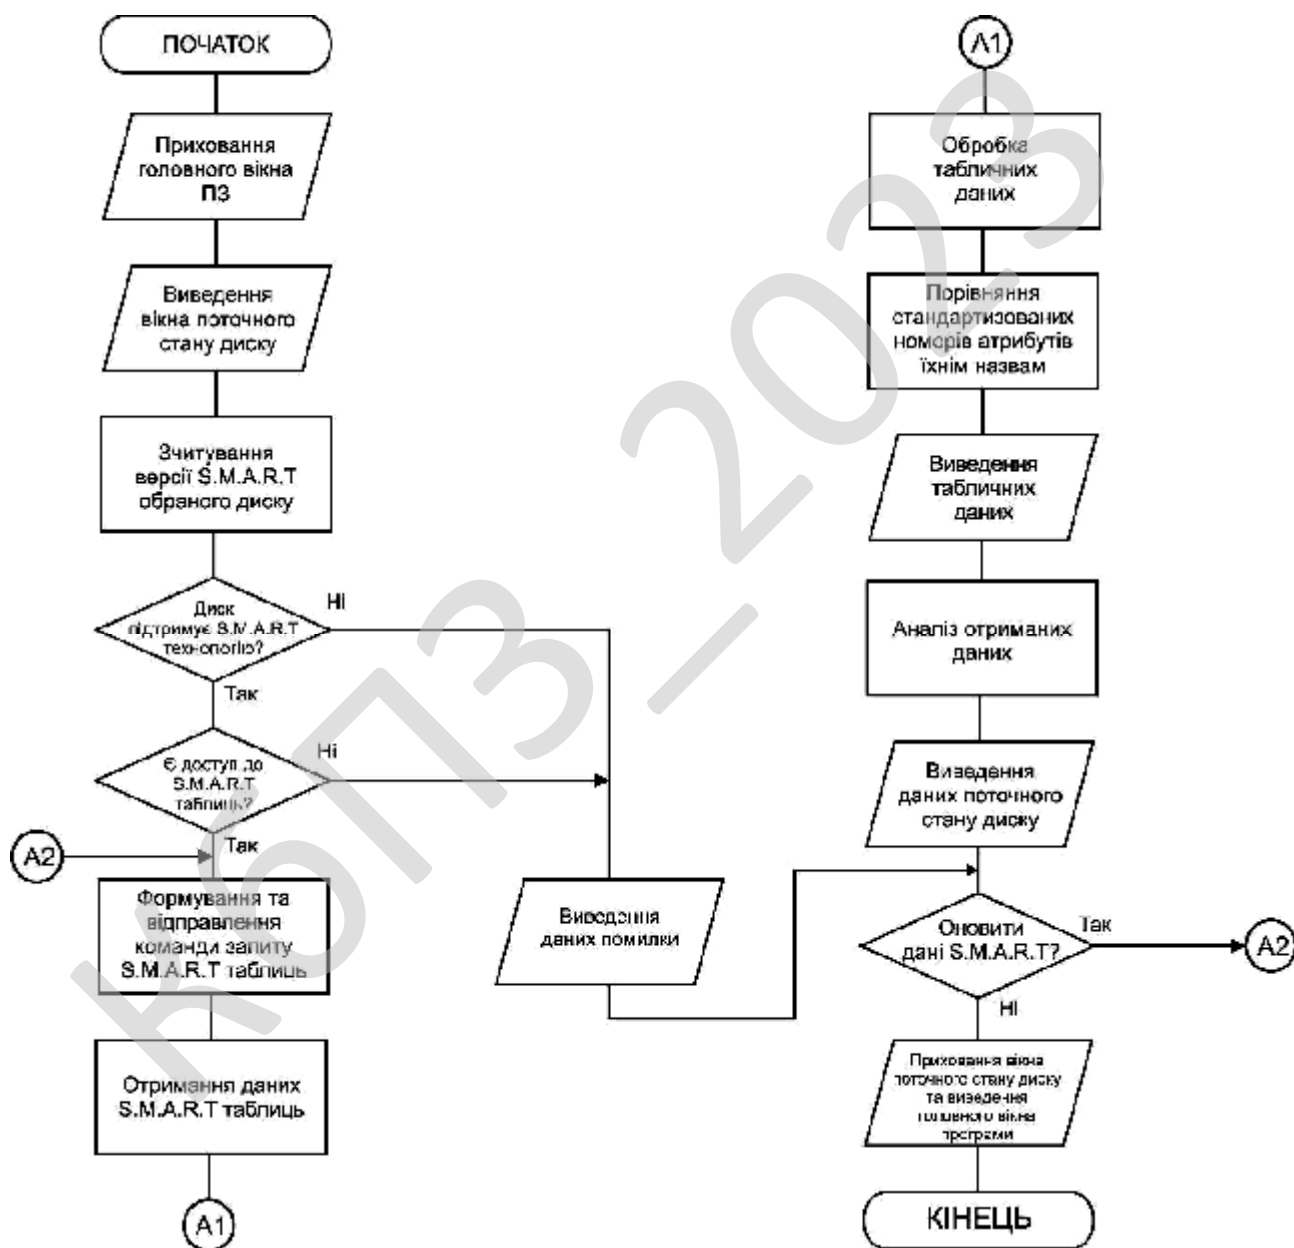 ПОЧАТОК
Приховання
головного вікна
ПЗ
Виведення
вікна поточного
стану диску
Зчитування
версії S.M.A.R.T
обраного диску
Диск
підтримує S.M.A.R.T
технологію?
Ні
Так
Є доступ до
S.M.A.R.T
таблиць?
Ні
Так
A2
Формування та
відправлення
команди запиту
S.M.A.R.T таблиць
Отримання даних
S.M.A.R.T таблиць
A1
Виведення
даних помилки
A1
Обробка
табличних
даних
Порівняння
стандартизованих
номерів атрибутів
їхнім назвам
Виведення
табличних
даних
Аналіз отриманих
даних
Виведення
даних поточного
стану диску
Оновити
дані S.M.A.R.T?
Так
A2
Ні
Приховання вікна
поточного стану диску
та виведення
головного вікна
програми
КІНЕЦЬ
КбПЗ_2023